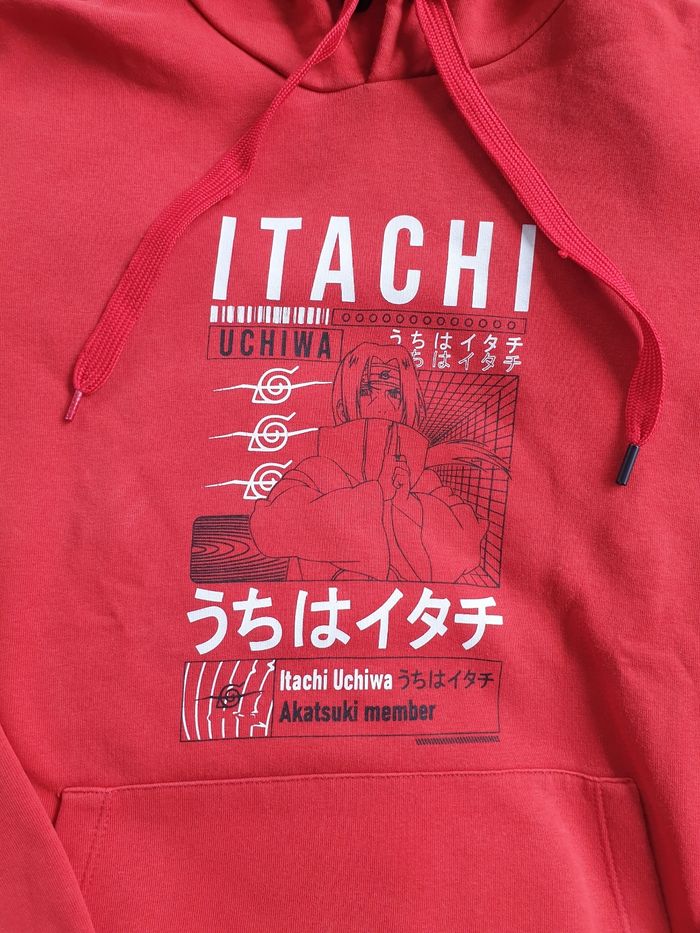 ITACHI
UCHIWA
うちはイタチ
うちはイタチ
うちはイタチ
Itachi Uchiwa うちはイタチ
Akatsuki member